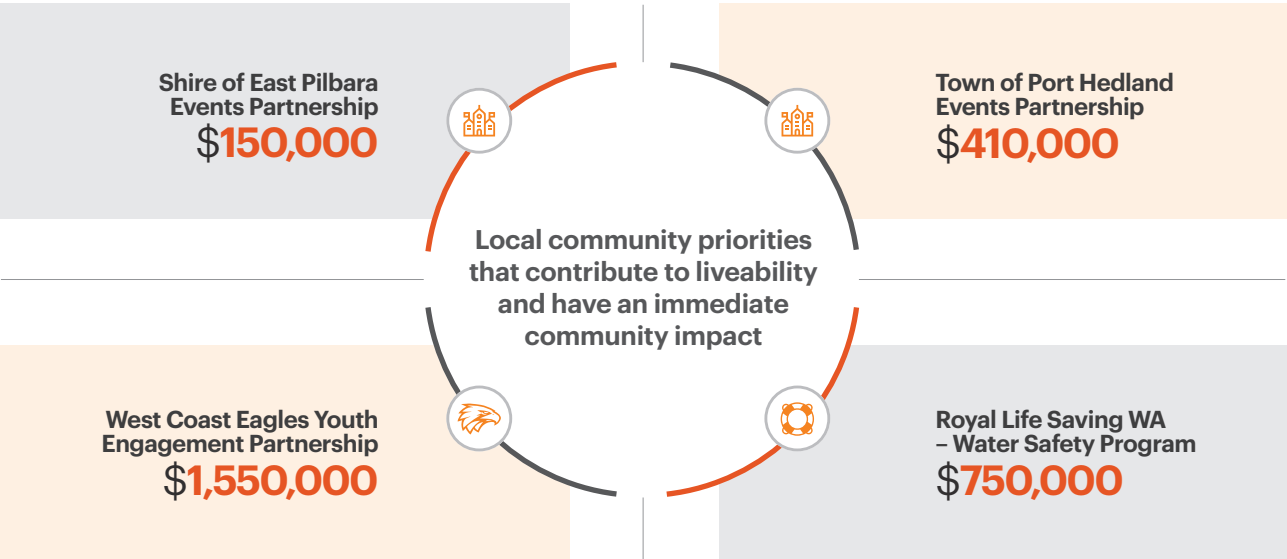 Shire of East Pilbara
Events Partnership
$150,000
Town of Port Hedland
Events Partnership
$410,000
Local community priorities
that contribute to liveability
and have an immediate
community impact
West Coast Eagles Youth
Engagement Partnership
$1,550,000
Royal Life Saving WA
– Water Safety Program
$750,000